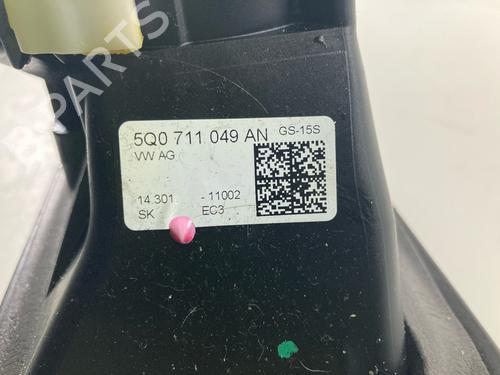 5Q0 711 049 AN GS-15S
VW AG
14.301 - 11002
SK EC3
B-PARTS